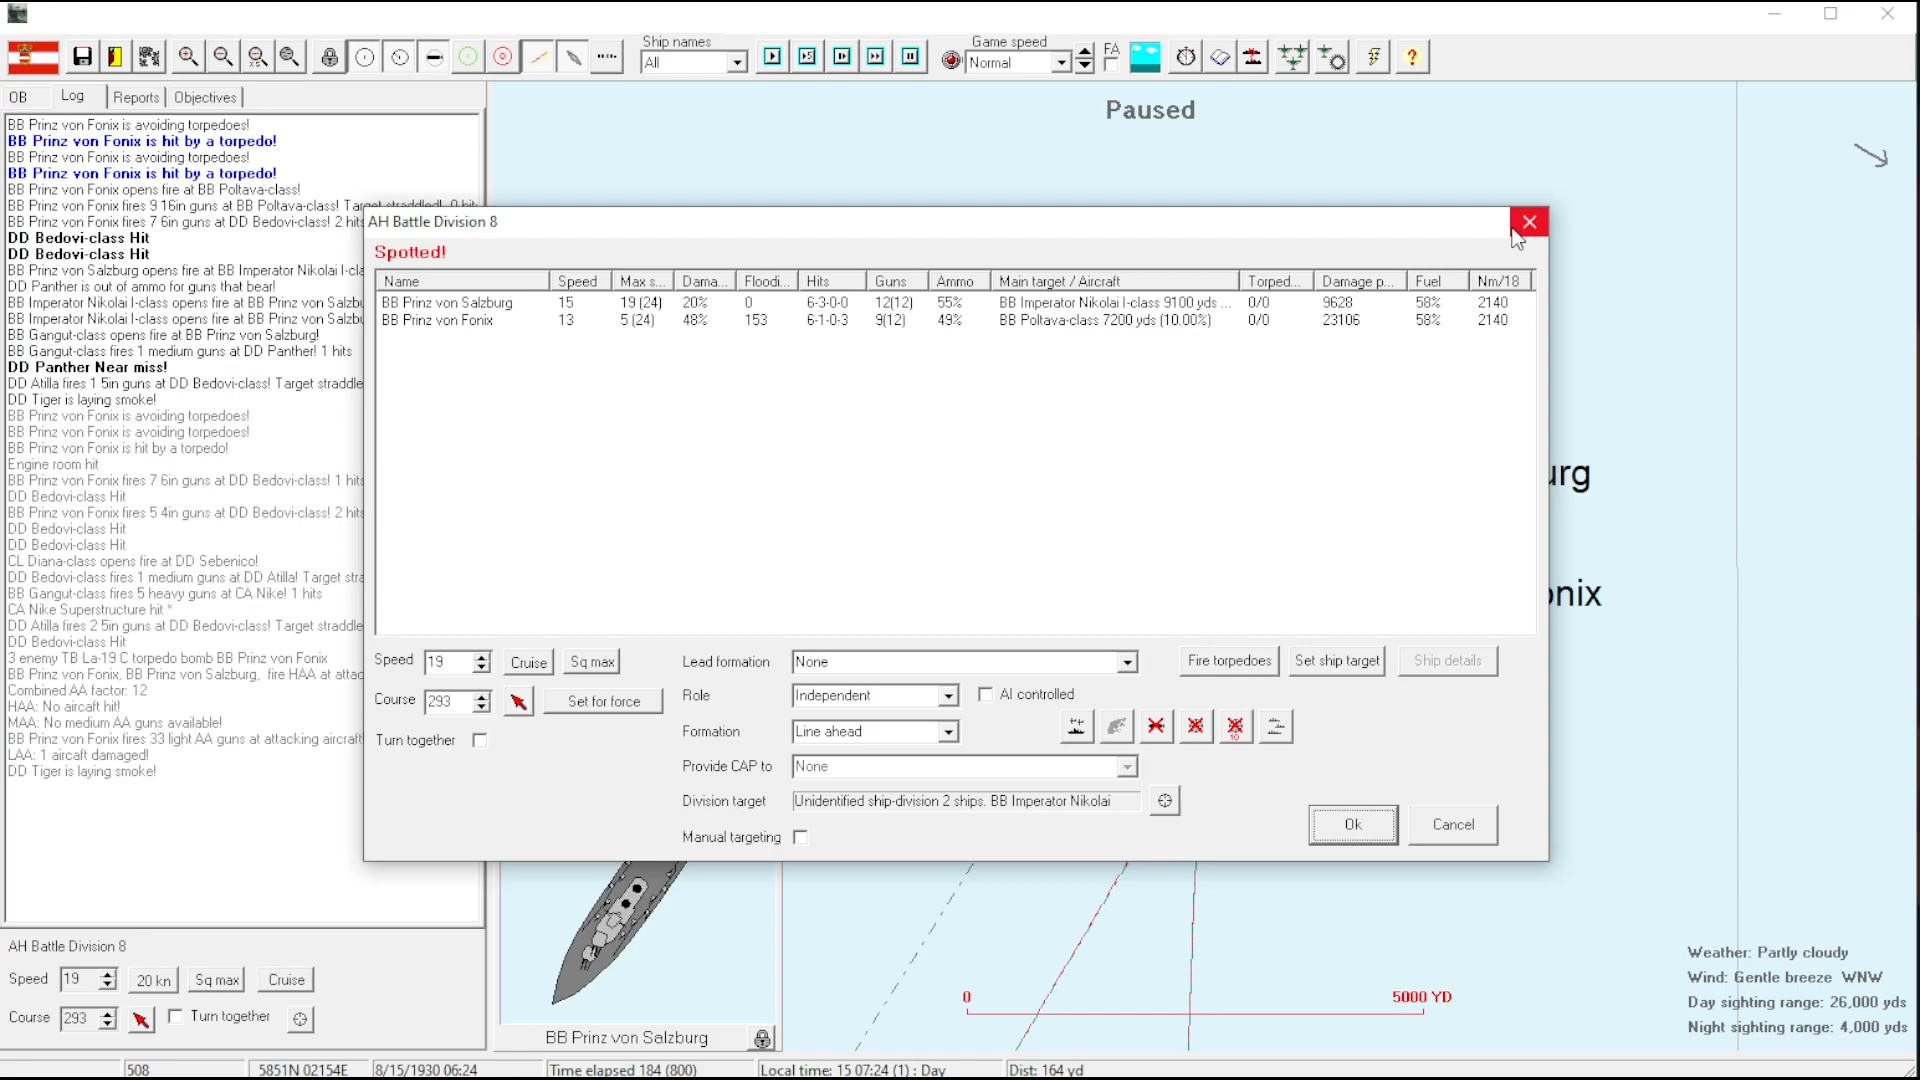 Ship names
All
Game speed
Normal
FA
OB
Log
Reports
Objectives
Paused
BB Prinz von Fonix is avoiding torpedoes!
BB Prinz von Fonix is hit by a torpedo!
BB Prinz von Fonix is avoiding torpedoes!
BB Prinz von Fonix is hit by a torpedo!
BB Prinz von Fonix opens fire at BB Poltava-class!
BB Prinz von Fonix fires 9 16in guns at BB Poltava-class! Target straddled! 0 hit
BB Prinz von Fonix fires 7 6in guns at DD Bedovi-class! 2 hits
DD Bedovi-class Hit
DD Bedovi-class Hit
BB Prinz von Salzburg opens fire at BB Imperator Nikolai I-cla
DD Panther is out of ammo for guns that bear!
BB Imperator Nikolai I-class opens fire at BB Prinz von Salzbu
BB Imperator Nikolai I-class opens fire at BB Prinz von Salzbu
BB Gangut-class opens fire at BB Prinz von Salzburg!
BB Gangut-class fires 1 medium guns at DD Panther! 1 hits
DD Panther Near miss!
DD Atilla fires 1 5in guns at DD Bedovi-class! Target straddle
DD Tiger is laying smoke!
BB Prinz von Fonix is avoiding torpedoes!
BB Prinz von Fonix is avoiding torpedoes!
BB Prinz von Fonix is hit by a torpedo!
Engine room hit
BB Prinz von Fonix fires 7 6in guns at DD Bedovi-class! 1 hits
DD Bedovi-class Hit
BB Prinz von Fonix fires 5 4in guns at DD Bedovi-class! 2 hits
DD Bedovi-class Hit
DD Bedovi-class Hit
CL Diana-class opens fire at DD Sebenico!
DD Bedovi-class fires 1 medium guns at DD Atilla! Target stra
BB Gangut-class fires 5 heavy guns at CA Nike! 1 hits
CA Nike Superstructure hit *
DD Atilla fires 2 5in guns at DD Bedovi-class! Target straddle
DD Bedovi-class Hit
3 enemy TB La-19 C torpedo bomb BB Prinz von Fonix
BB Prinz von Fonix, BB Prinz von Salzburg, fire HAA at attac
Combined AA factor: 12
HAA: No aircaft hit!
MAA: No medium AA guns available!
BB Prinz von Fonix fires 33 light AA guns at attacking aircraft
LAA: 1 aircaft damaged!
DD Tiger is laying smoke!
AH Battle Division 8
Spotted!
Name Speed Max s... Dama... Floodi... Hits Guns Ammo Main target / Aircraft Torped... Damage p... Fuel Nm/18
BB Prinz von Salzburg 15 19 (24) 20% 0 6-3-0-0 12(12) 55% BB Imperator Nikolai I-class 9100 yds ... 0/0 9628 58% 2140
BB Prinz von Fonix 13 5 (24) 48% 153 6-1-0-3 9(12) 49% BB Poltava-class 7200 yds (10.00%) 0/0 23106 58% 2140
Speed 19 Cruise Sq max
Course 293 Set for force
Turn together
Lead formation None
Role Independent AI controlled
Formation Line ahead
10
Provide CAP to None
Division target Unidentified ship-division 2 ships. BB Imperator Nikolai
Manual targeting
Fire torpedoes Set ship target Ship details
Ok Cancel
urg
onix
AH Battle Division 8
Speed 19 20 kn Sq max Cruise
Course 293 Turn together
BB Prinz von Salzburg
0 5000 YD
Weather: Partly cloudy
Wind: Gentle breeze WNW
Day sighting range: 26,000 yds
Night sighting range: 4,000 yds
508 5851N 02154E 8/15/1930 06:24 Time elapsed 184 (800) Local time: 15 07:24 (1) : Day Dist: 164 yd